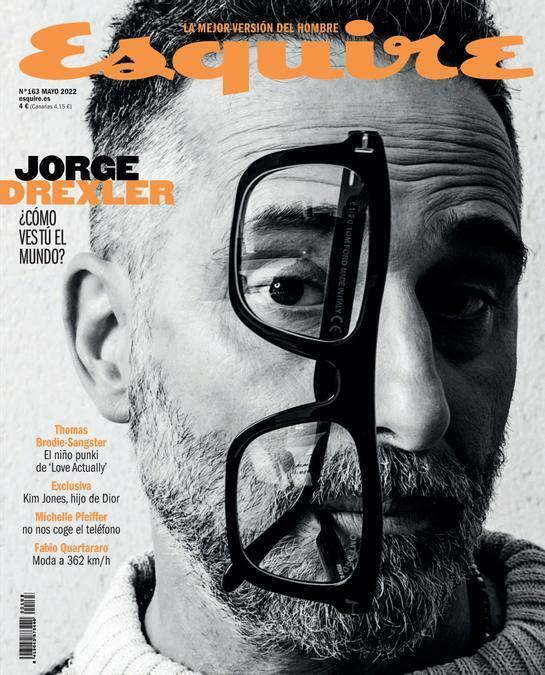 LA MEJOR VERSIÓN DEL HOMBRE
Esquire
Nº163 MAYO 2022
esquire.es
4 € (Canarias 4,15 €)
JORGE
DREXLER
¿CÓMO
VES TÚ EL
MUNDO?
TOM FORD MADE IN ITALY CE
Thomas
Brodie-Sangster
El niño punki
de ‘Love Actually’
Exclusiva
Kim Jones, hijo de Dior
Michelle Pfeiffer
no nos coge el teléfono
Fabio Quartararo
Moda a 362 km/h